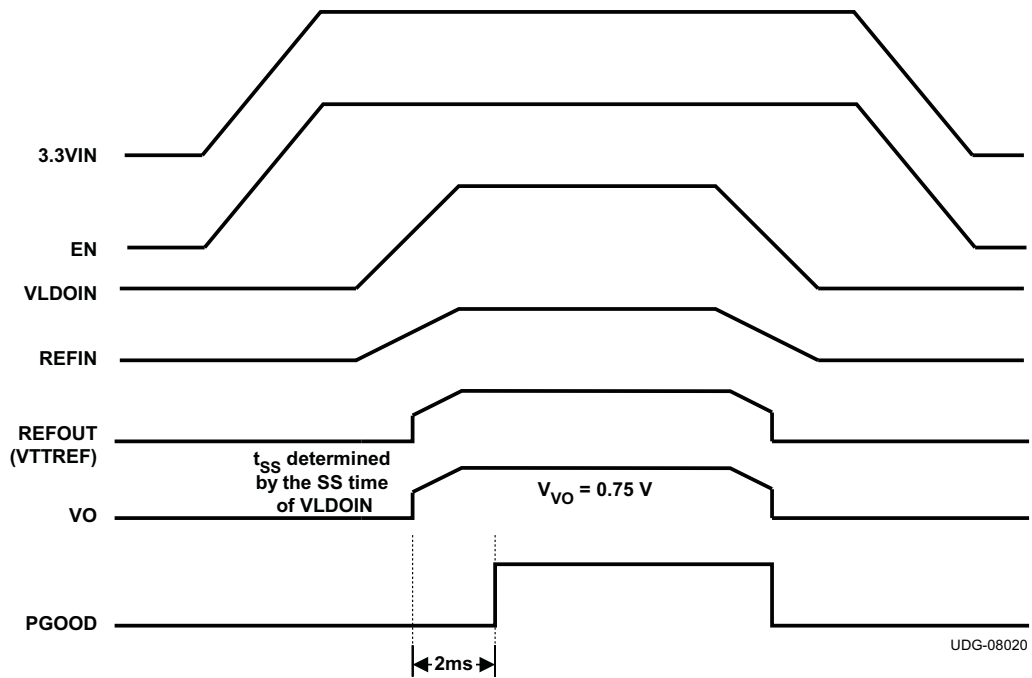 3.3VIN
EN
VLDOIN
REFIN
REFOUT
(VTTREF)
tSS determined
by the SS time
of VLDOIN
VO
VVO = 0.75 V
PGOOD
2ms
UDG-08020